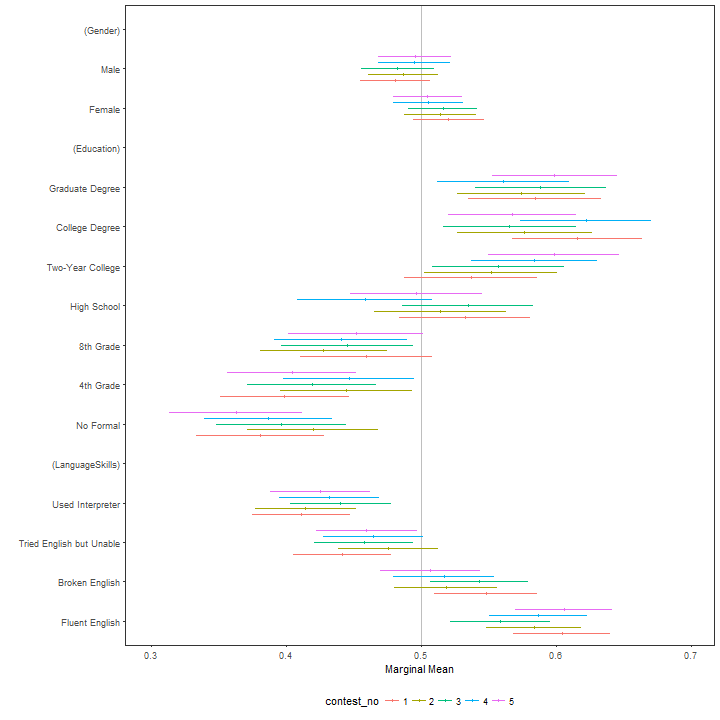 (Gender)
Male
Female
(Education)
Graduate Degree
College Degree
Two-Year College
High School
8th Grade
4th Grade
No Formal
(LanguageSkills)
Used Interpreter
Tried English but Unable
Broken English
Fluent English
0.3 0.4 0.5 0.6 0.7
Marginal Mean
contest_no 1 2 3 4 5